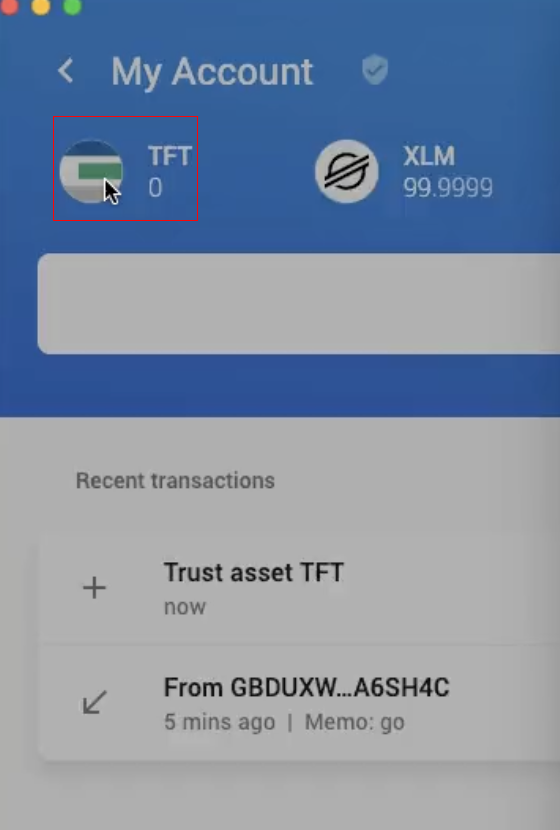 My Account
TFT
0
XLM
99.9999
Recent transactions
Trust asset TFT
now
From GBDUXW...A6SH4C
5 mins ago | Memo: go